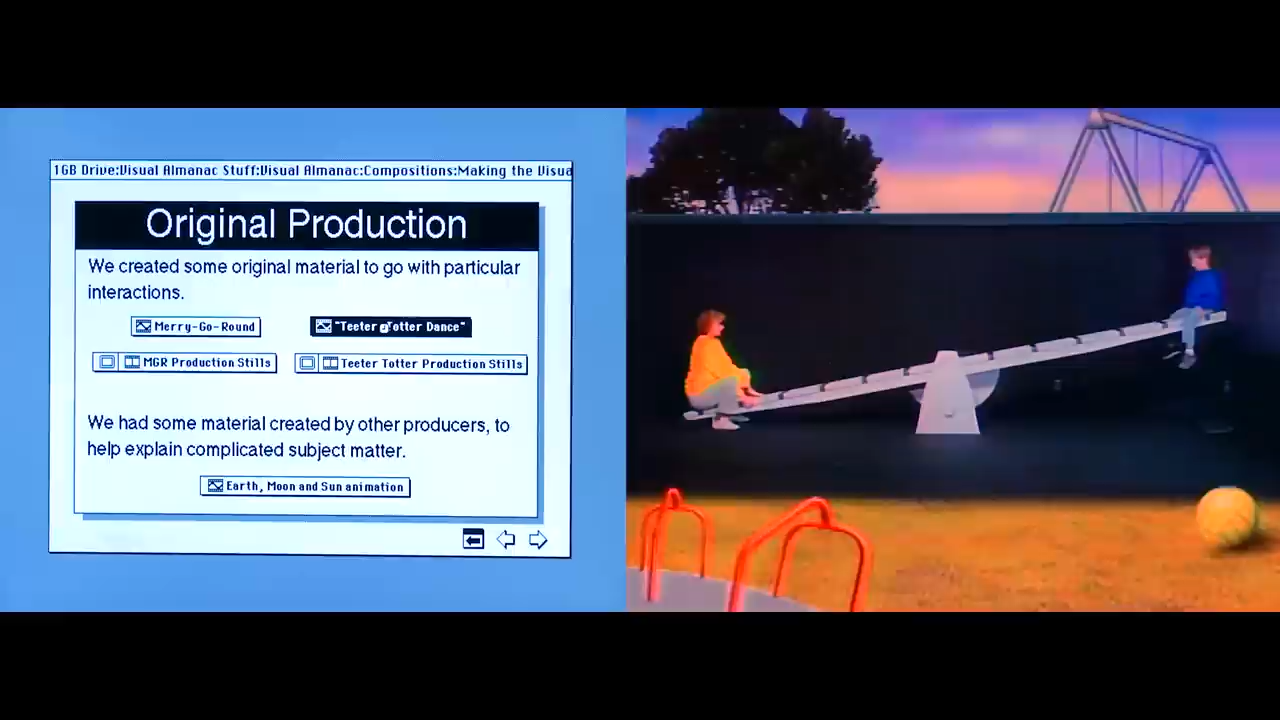 1GB Drive:Visual Almanac Stuff:Visual Almanac:Compositions:Making the Visua
Original Production
We created some original material to go with particular
interactions.
Merry-Go-Round
"Teeter Totter Dance"
MGR Production Stills
Teeter Totter Production Stills
We had some material created by other producers, to
help explain complicated subject matter.
Earth, Moon and Sun animation